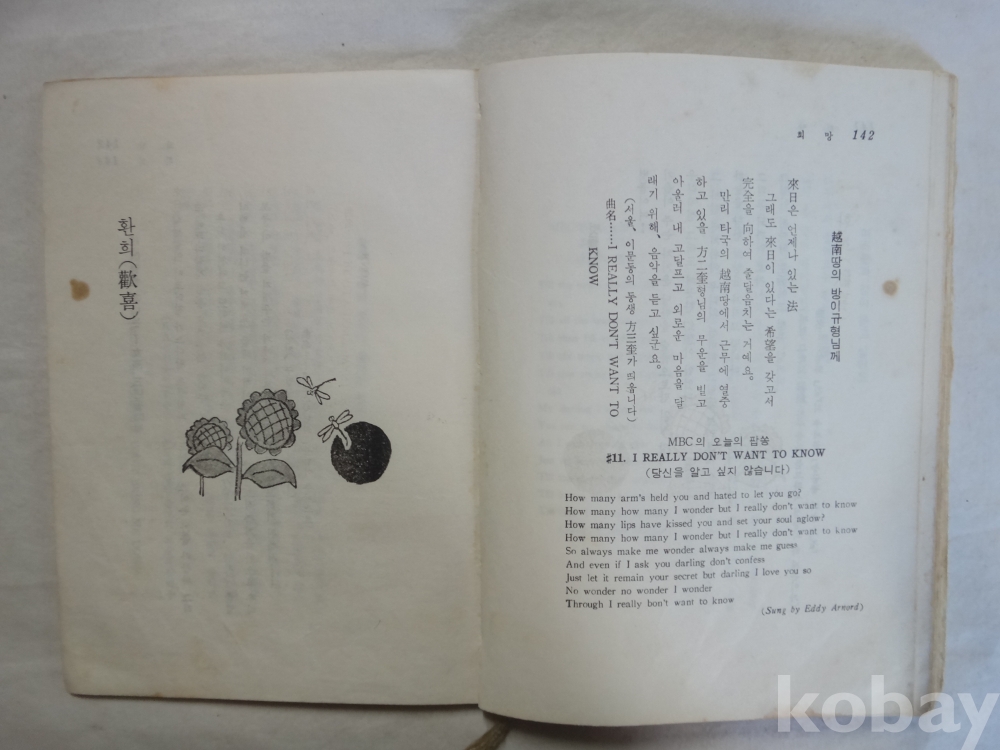 환희(歡喜)
희망 142
越南땅의 방이규형님께
來日은 언제나 있는 法
그래도 來日이 있다는 希望을 갖고서
完全을 向하여 줄달음치는 거예요.
만리 타국의 越南땅에서 근무에 열중
하고 있을 方二奎형님의 무운을 빌고
아울러 내 고달프고 외로운 마음을 달
래기 위해, 음악을 듣고 싶군요.
(서울, 이문동의 동생 方三奎가 띄웁니다)
曲名……I REALLY DON'T WANT TO
KNOW
MBC의 오늘의 팝쏭
♯11. I REALLY DON'T WANT TO KNOW
(당신을 알고 싶지 않습니다)
How many arm's held you and hated to let you go?
How many how many I wonder but I really don't want to know
How many lips have kissed you and set your soul aglow?
How many how many I wonder but I really don't want to know
So always make me wonder always make me guess
And even if I ask you darling don't confess
Just let it remain your secret but darling I love you so
No wonder no wonder I wonder
Through I really bon't want to know
(Sung by Eddy Arnord)
kobay